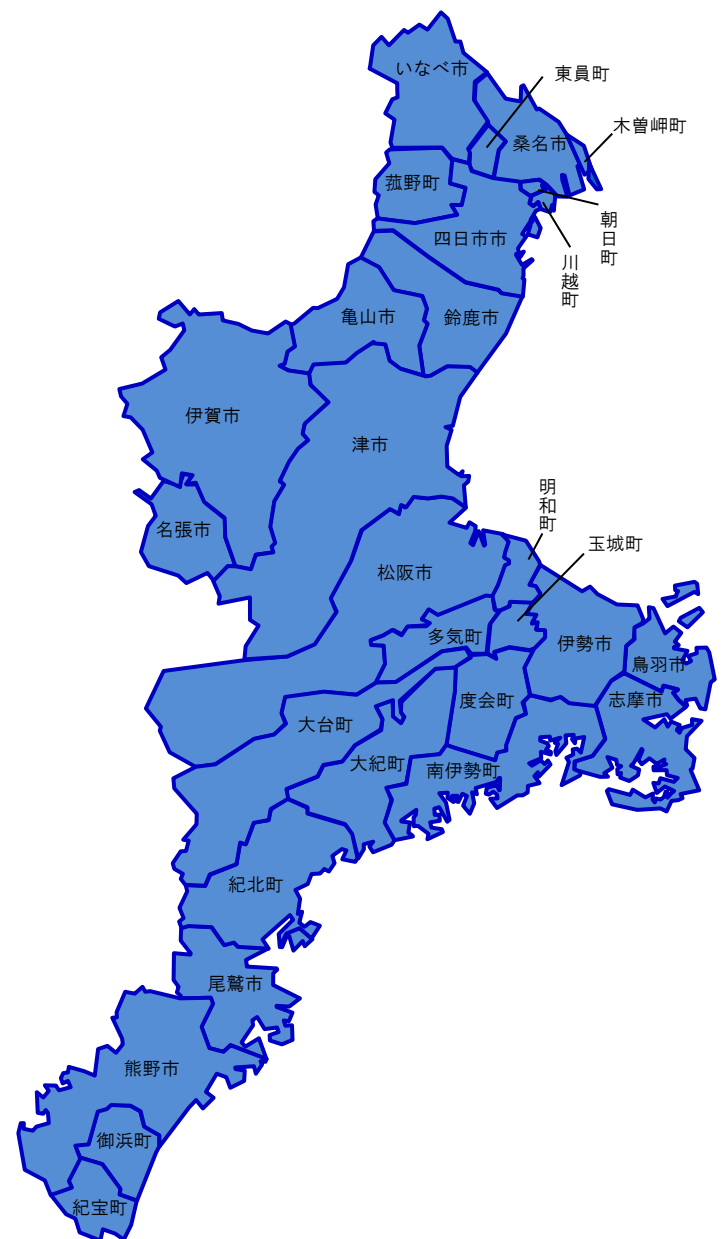 いなべ市
東員町
木曽岬町
桑名市
菰野町
朝日町
四日市市
川越町
亀山市
鈴鹿市
伊賀市
津市
明和町
名張市
玉城町
松阪市
多気町
伊勢市
鳥羽市
度会町
志摩市
大台町
大紀町
南伊勢町
紀北町
尾鷲市
熊野市
御浜町
紀宝町